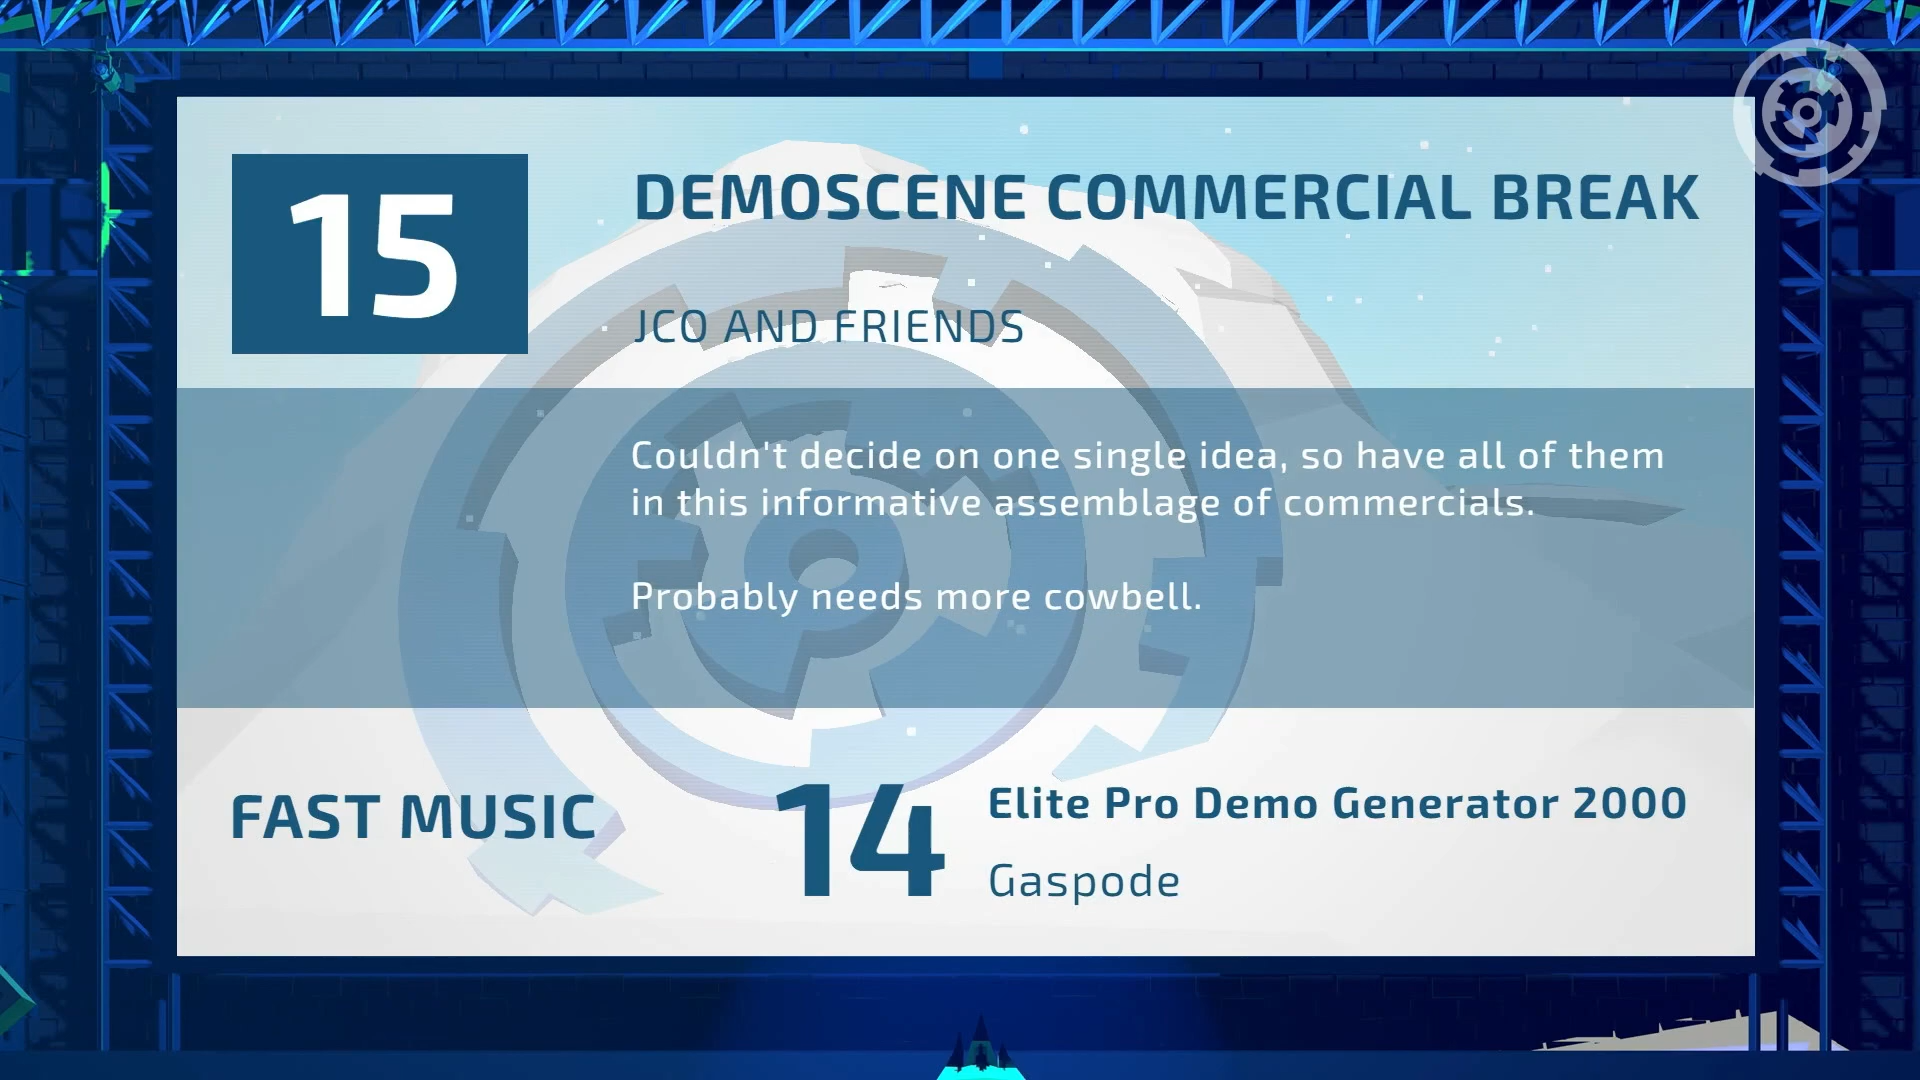 15
DEMOSCENE COMMERCIAL BREAK
JCO AND FRIENDS
Couldn't decide on one single idea, so have all of them
in this informative assemblage of commercials.
Probably needs more cowbell.
FAST MUSIC
14
Elite Pro Demo Generator 2000
Gaspode